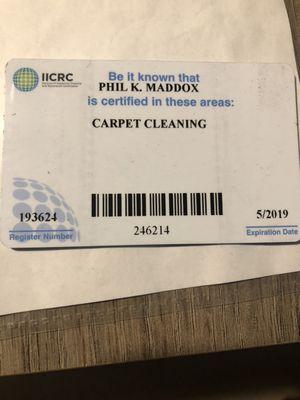 IICRC
Be it known that
PHIL K. MADDOX
is certified in these areas:
CARPET CLEANING
193624
Register Number
246214
5/2019
Expiration Date